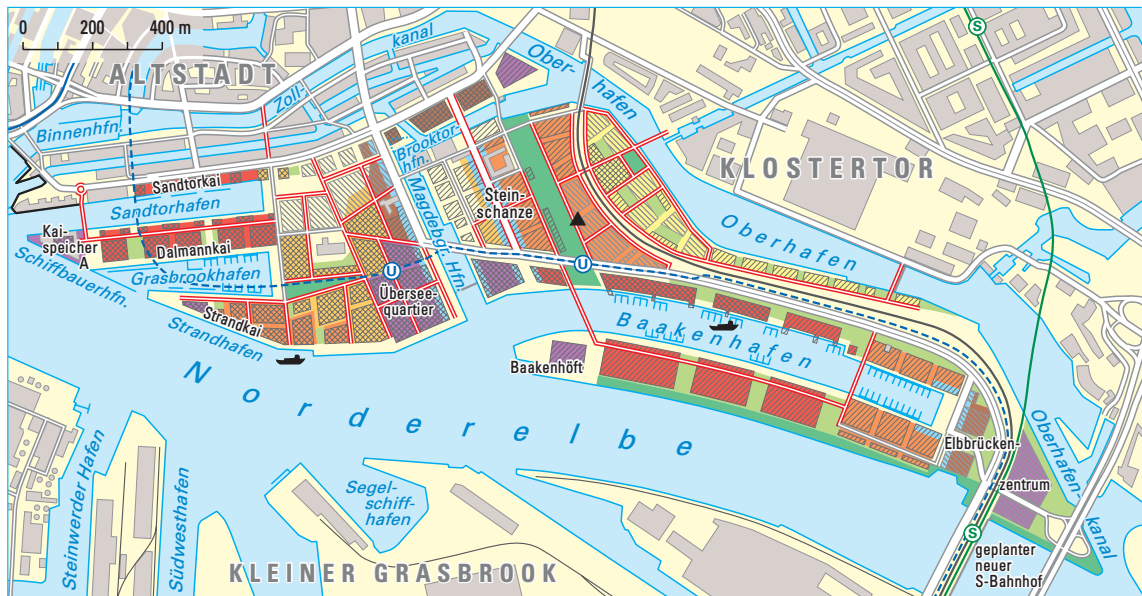 0 200 400 m
ALTSTADT
Zoll-
kanal
Ober-
hafen
S
Binnenhfn.
Brooktor-
hfn.
KLOSTERTOR
Sandtorkai
Sandtorhafen
Magdebgr. Hfn.
Stein-
schanze
Kai-
speicher
A
Dalmannkai
Schiffbauerhfn.
Grasbrookhafen
U
U
Oberhafen
Übersee-
quartier
Strandkai
Strandhafen
Baakenhafen
Baakenhöft
Norderelbe
Elbbrücken-
zentrum
Oberhafen-
kanal
Steinwerder Hafen
Südwesthafen
Segel-
schiff-
hafen
S
geplanter
neuer
S-Bahnhof
KLEINER GRASBROOK